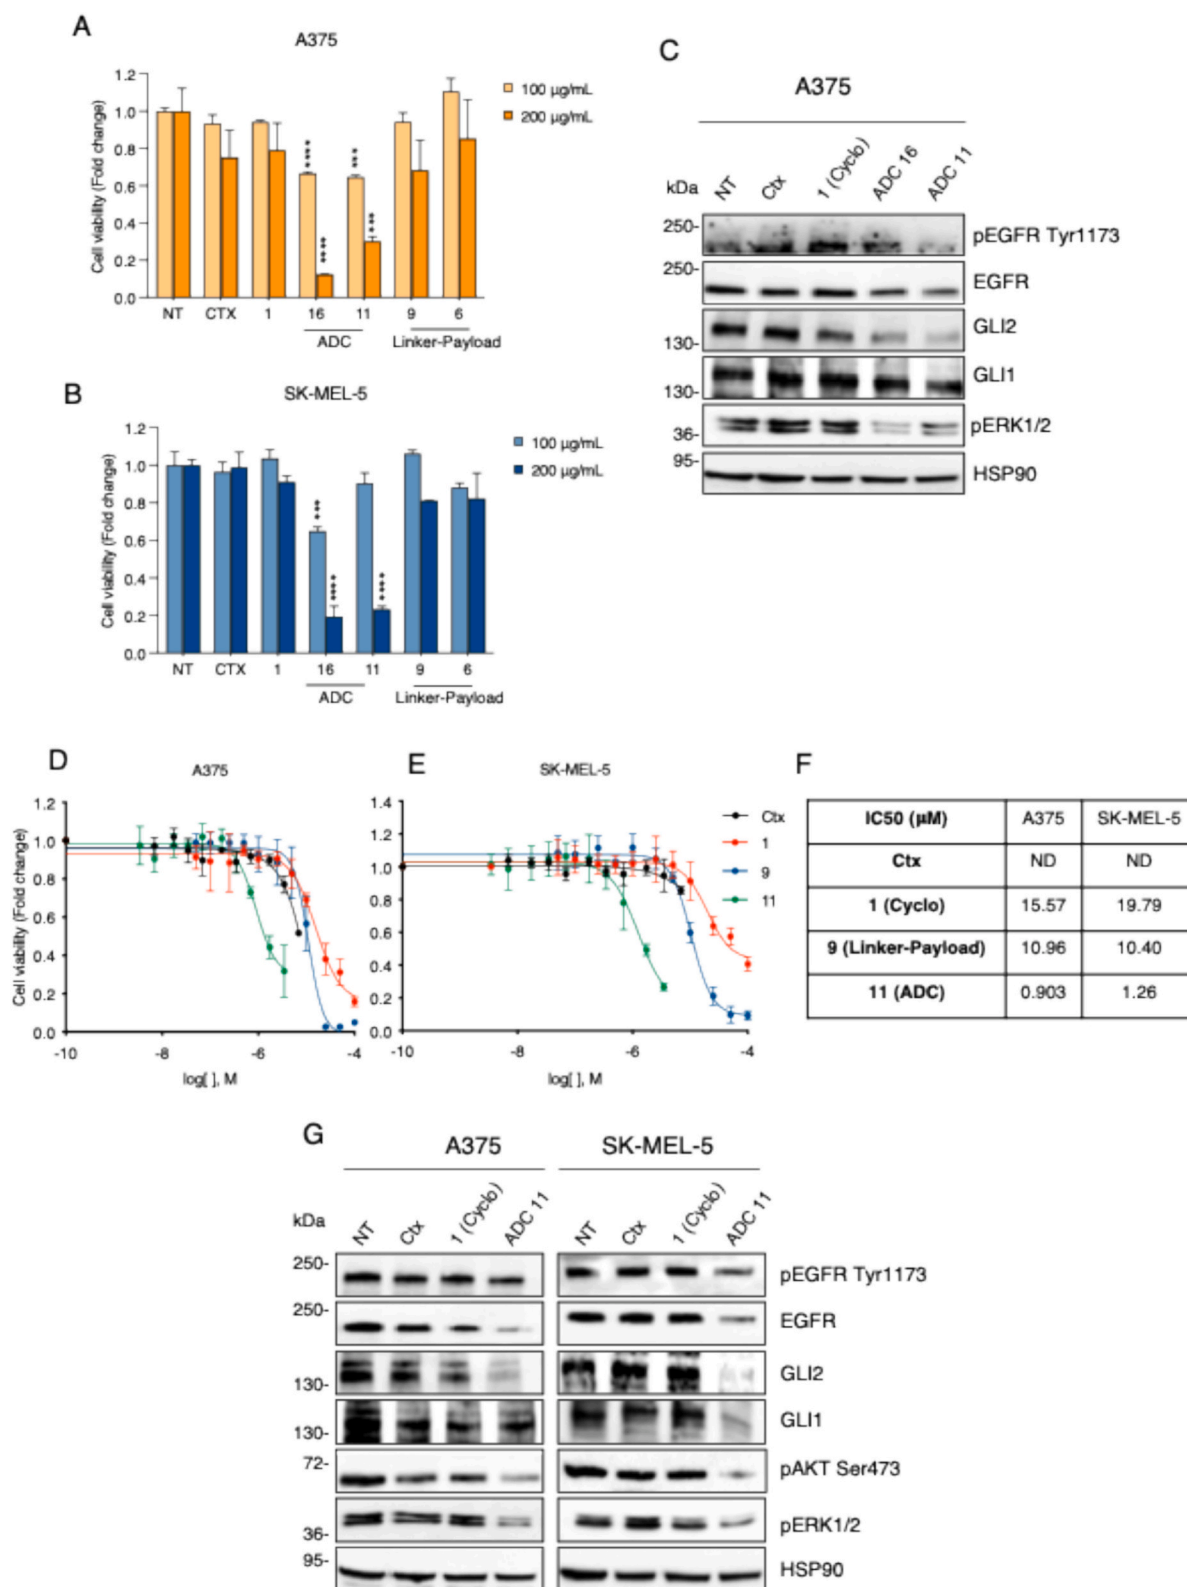 A
A375
Cell viability (Fold change)
1.2
1.0
0.8
0.6
0.4
0.2
0.0
100 µg/mL
200 µg/mL
****
****
***
***
NT CTX 1 16 11 9 6
ADC Linker-Payload
B
SK-MEL-5
Cell viability (Fold change)
1.2
1.0
0.8
0.6
0.4
0.2
0.0
100 µg/mL
200 µg/mL
***
****
****
NT CTX 1 16 11 9 6
ADC Linker-Payload
C
A375
kDa NT Ctx 1 (Cyclo) ADC 16 ADC 11
250- pEGFR Tyr1173
250- EGFR
130- GLI2
130- GLI1
36- pERK1/2
95- HSP90
D
A375
Cell viability (Fold change)
1.2
1.0
0.8
0.6
0.4
0.2
0.0
-10 -8 -6 -4
log[ ], M
E
SK-MEL-5
1.4
1.2
1.0
0.8
0.6
0.4
0.2
0.0
-10 -8 -6 -4
log[ ], M
Ctx
1
9
11
F
IC50 (µM) A375 SK-MEL-5
Ctx ND ND
1 (Cyclo) 15.57 19.79
9 (Linker-Payload) 10.96 10.40
11 (ADC) 0.903 1.26
G
A375 SK-MEL-5
kDa NT Ctx 1 (Cyclo) ADC 11 NT Ctx 1 (Cyclo) ADC 11
250- pEGFR Tyr1173
250- EGFR
130- GLI2
130- GLI1
72- pAKT Ser473
36- pERK1/2
95- HSP90